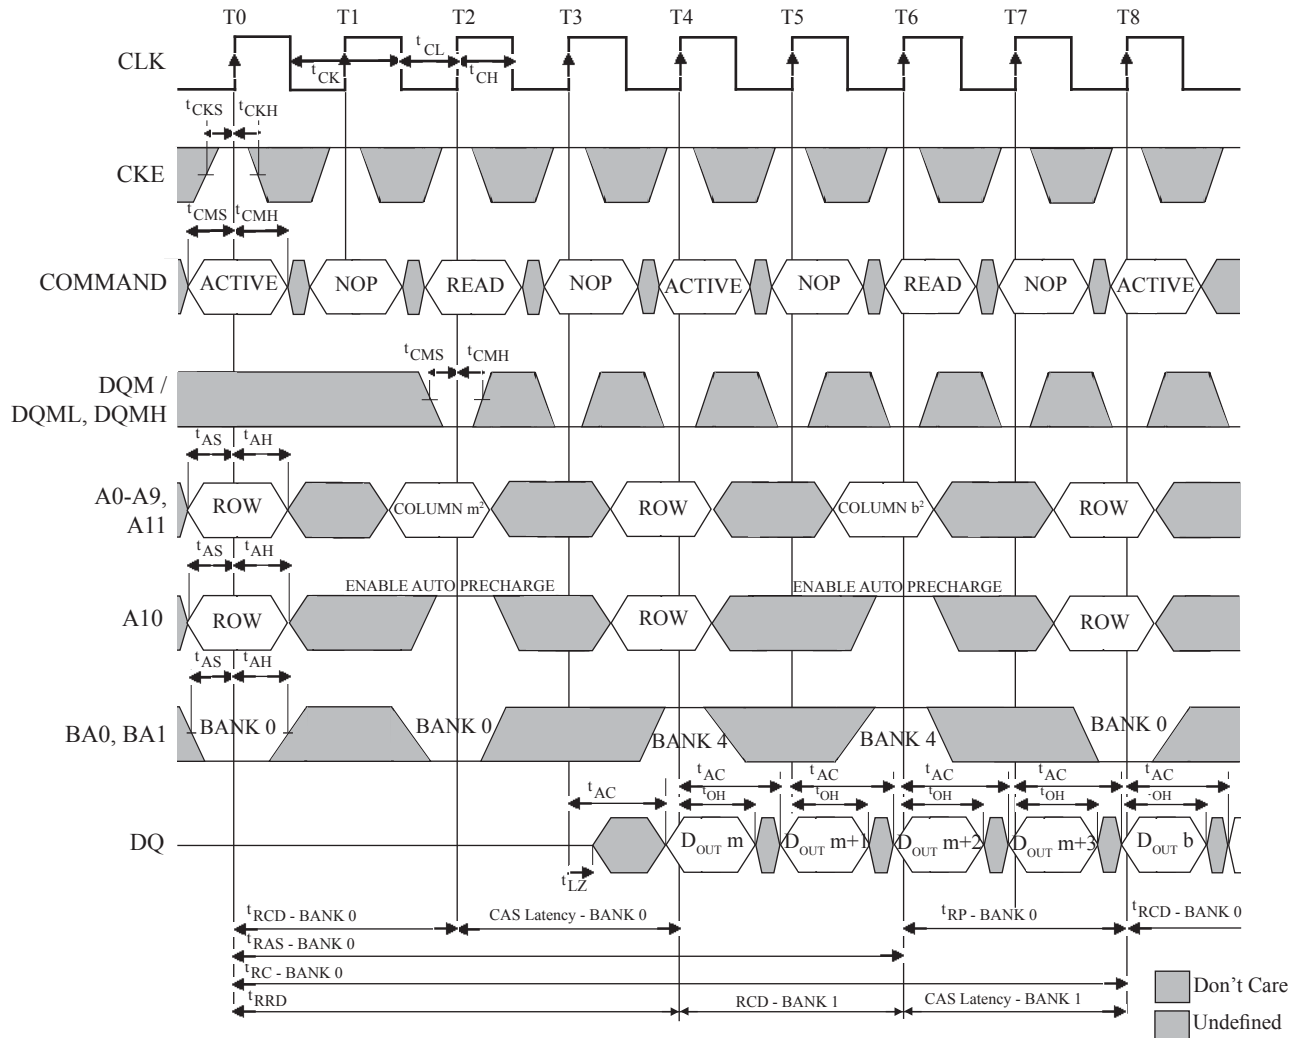 T0 T1 T2 T3 T4 T5 T6 T7 T8
CLK
tCK
tCL
tCH
tCKS tCKH
CKE
tCMS tCMH
COMMAND
ACTIVE NOP READ NOP ACTIVE NOP READ NOP ACTIVE
tCMS tCMH
DQM /
DQML, DQMH
tAS tAH
A0-A9,
A11
ROW COLUMN m² ROW COLUMN b² ROW
tAS tAH
ENABLE AUTO PRECHARGE ENABLE AUTO PRECHARGE
A10
ROW ROW ROW
tAS tAH
BA0, BA1
BANK 0 BANK 0 BANK 4 BANK 4 BANK 0
tAC tAC tAC tAC tAC tAC
tOH tOH tOH tOH -OH
DQ
DOUT m DOUT m+1 DOUT m+2 DOUT m+3 DOUT b
tLZ
tRCD - BANK 0 CAS Latency - BANK 0 tRP - BANK 0 tRCD - BANK 0
tRAS - BANK 0
tRC - BANK 0
tRRD RCD - BANK 1 CAS Latency - BANK 1
Don't Care
Undefined